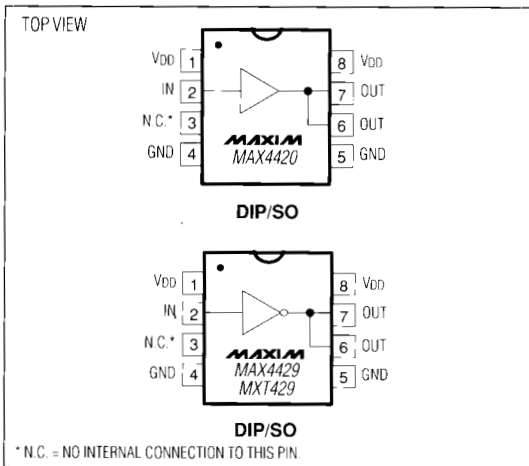 TOP VIEW
VDD 1
8 VDD
IN 2
7 OUT
N.C.* 3
6 OUT
GND 4
5 GND
MAXIM
MAX4420
DIP/SO
VDD 1
8 VDD
IN 2
7 OUT
N.C.* 3
6 OUT
GND 4
5 GND
MAXIM
MAX4429
MXT429
DIP/SO
* N.C. = NO INTERNAL CONNECTION TO THIS PIN.